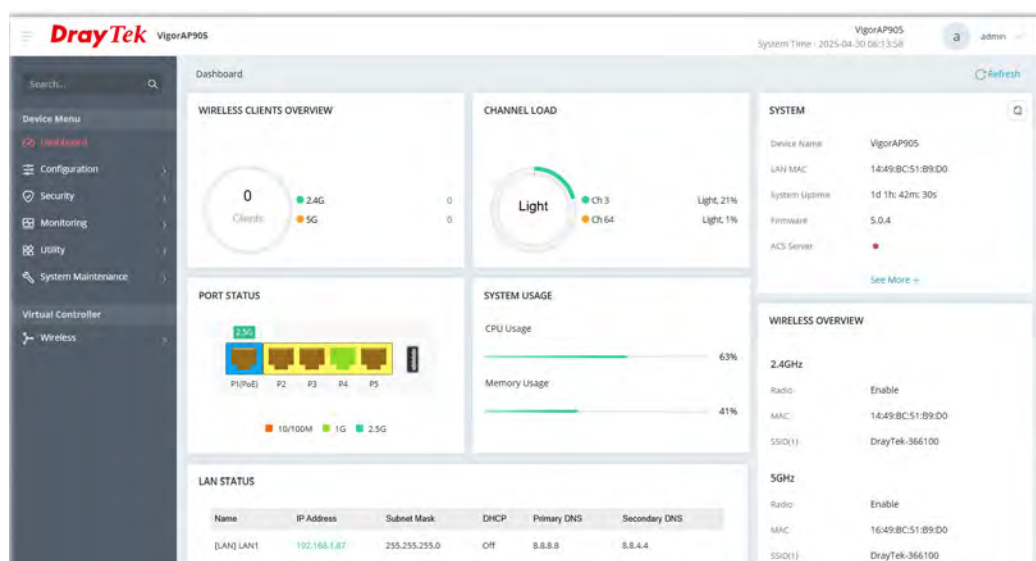 DrayTek VigorAP905
VigorAP905
System Time : 2025-04-30 06:13:58
a admin
Search...
Device Menu
Dashboard
Configuration
Security
Monitoring
Utility
System Maintenance
Virtual Controller
Wireless
Dashboard
Refresh
WIRELESS CLIENTS OVERVIEW
0
Clients
2.4G 0
5G 0
CHANNEL LOAD
Light
Ch 3 Light, 21%
Ch 64 Light, 1%
SYSTEM
Device Name VigorAP905
LAN MAC 14:49:BC:51:B9:D0
System Uptime 1d 1h: 42m: 30s
Firmware 5.0.4
ACS Server
See More +
PORT STATUS
2.5G
P1(PoE) P2 P3 P4 P5
10/100M 1G 2.5G
SYSTEM USAGE
CPU Usage
63%
Memory Usage
41%
WIRELESS OVERVIEW
2.4GHz
Radio Enable
MAC 14:49:BC:51:B9:D0
SSID(1) DrayTek-366100
5GHz
Radio Enable
MAC 16:49:BC:51:B9:D0
SSID(1) DrayTek-366100
LAN STATUS
Name IP Address Subnet Mask DHCP Primary DNS Secondary DNS
[LAN] LAN1 192.168.1.87 255.255.255.0 Off 8.8.8.8 8.8.4.4